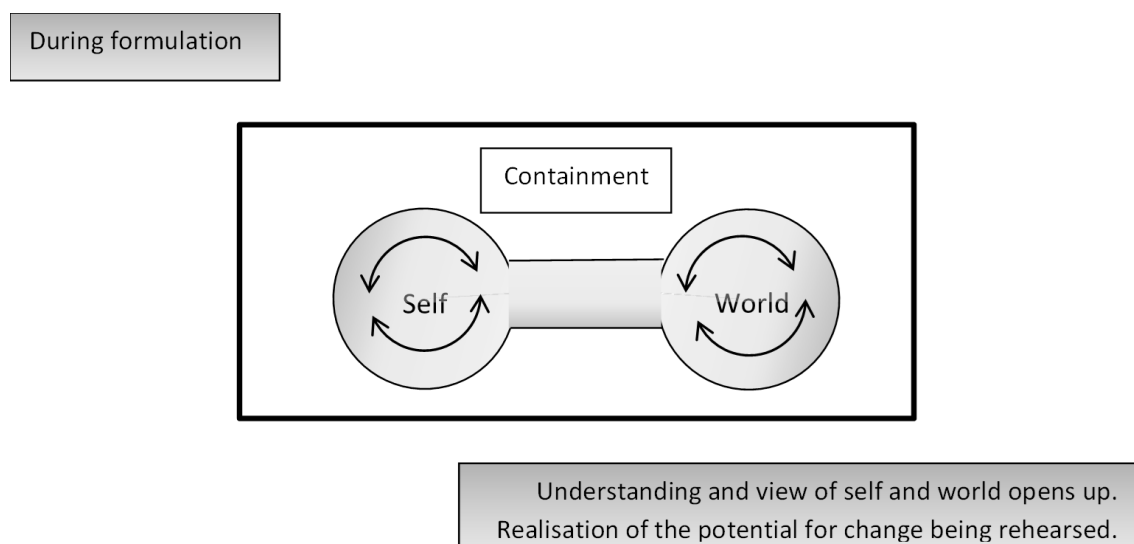 During formulation
Containment
Self
World
Understanding and view of self and world opens up.
Realisation of the potential for change being rehearsed.